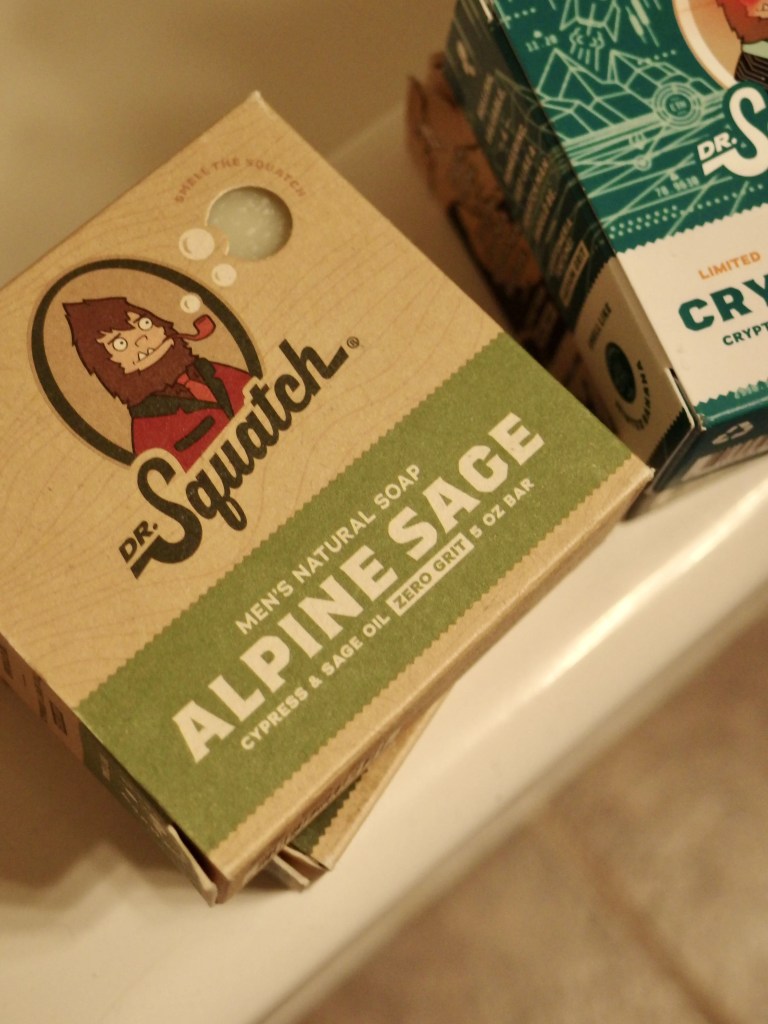 SMELL THE SQUATCH
DR. Squatch®
MEN'S NATURAL SOAP
ALPINE SAGE
CYPRESS & SAGE OIL ZERO GRIT 5 OZ BAR
DR. S
LIMITED
CRY
CRYPT